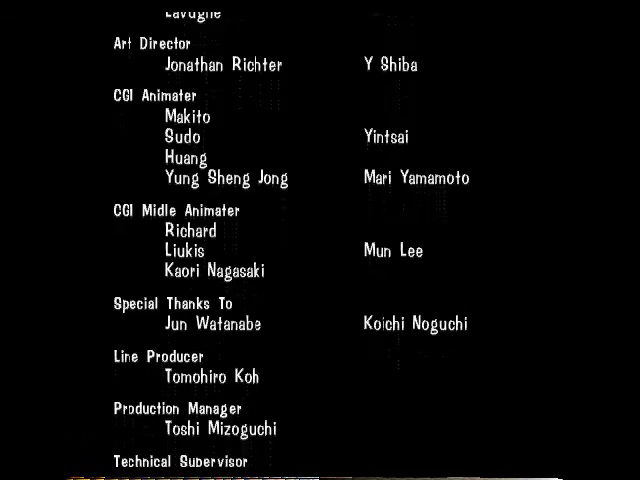 Lavughe
Art Director
Jonathan Richter Y Shiba
CGI Animater
Makito
Sudo Yintsai
Huang
Yung Sheng Jong Mari Yamamoto
CGI Midle Animater
Richard
Liukis Mun Lee
Kaori Nagasaki
Special Thanks To
Jun Watanabe Koichi Noguchi
Line Producer
Tomohiro Koh
Production Manager
Toshi Mizoguchi
Technical Supervisor